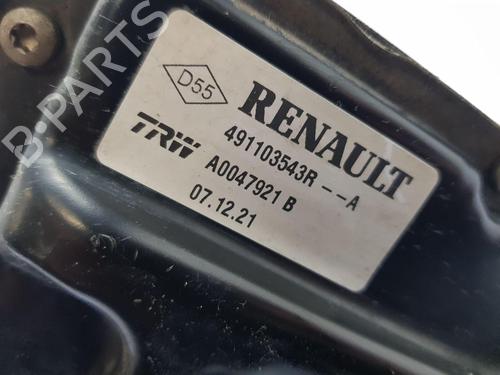 D55
RENAULT
491103543R --A
TRW
A0047921 B
07.12.21
B-PARTS